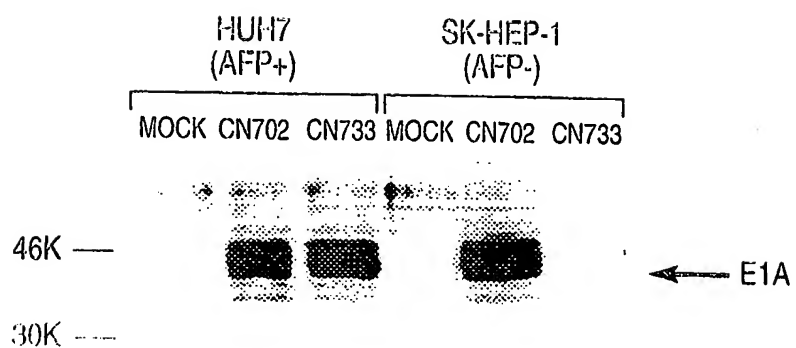 HUH7 SK-HEP-1
(AFP+) (AFP-)
MOCK CN702 CN733 MOCK CN702 CN733
46K
E1A
30K